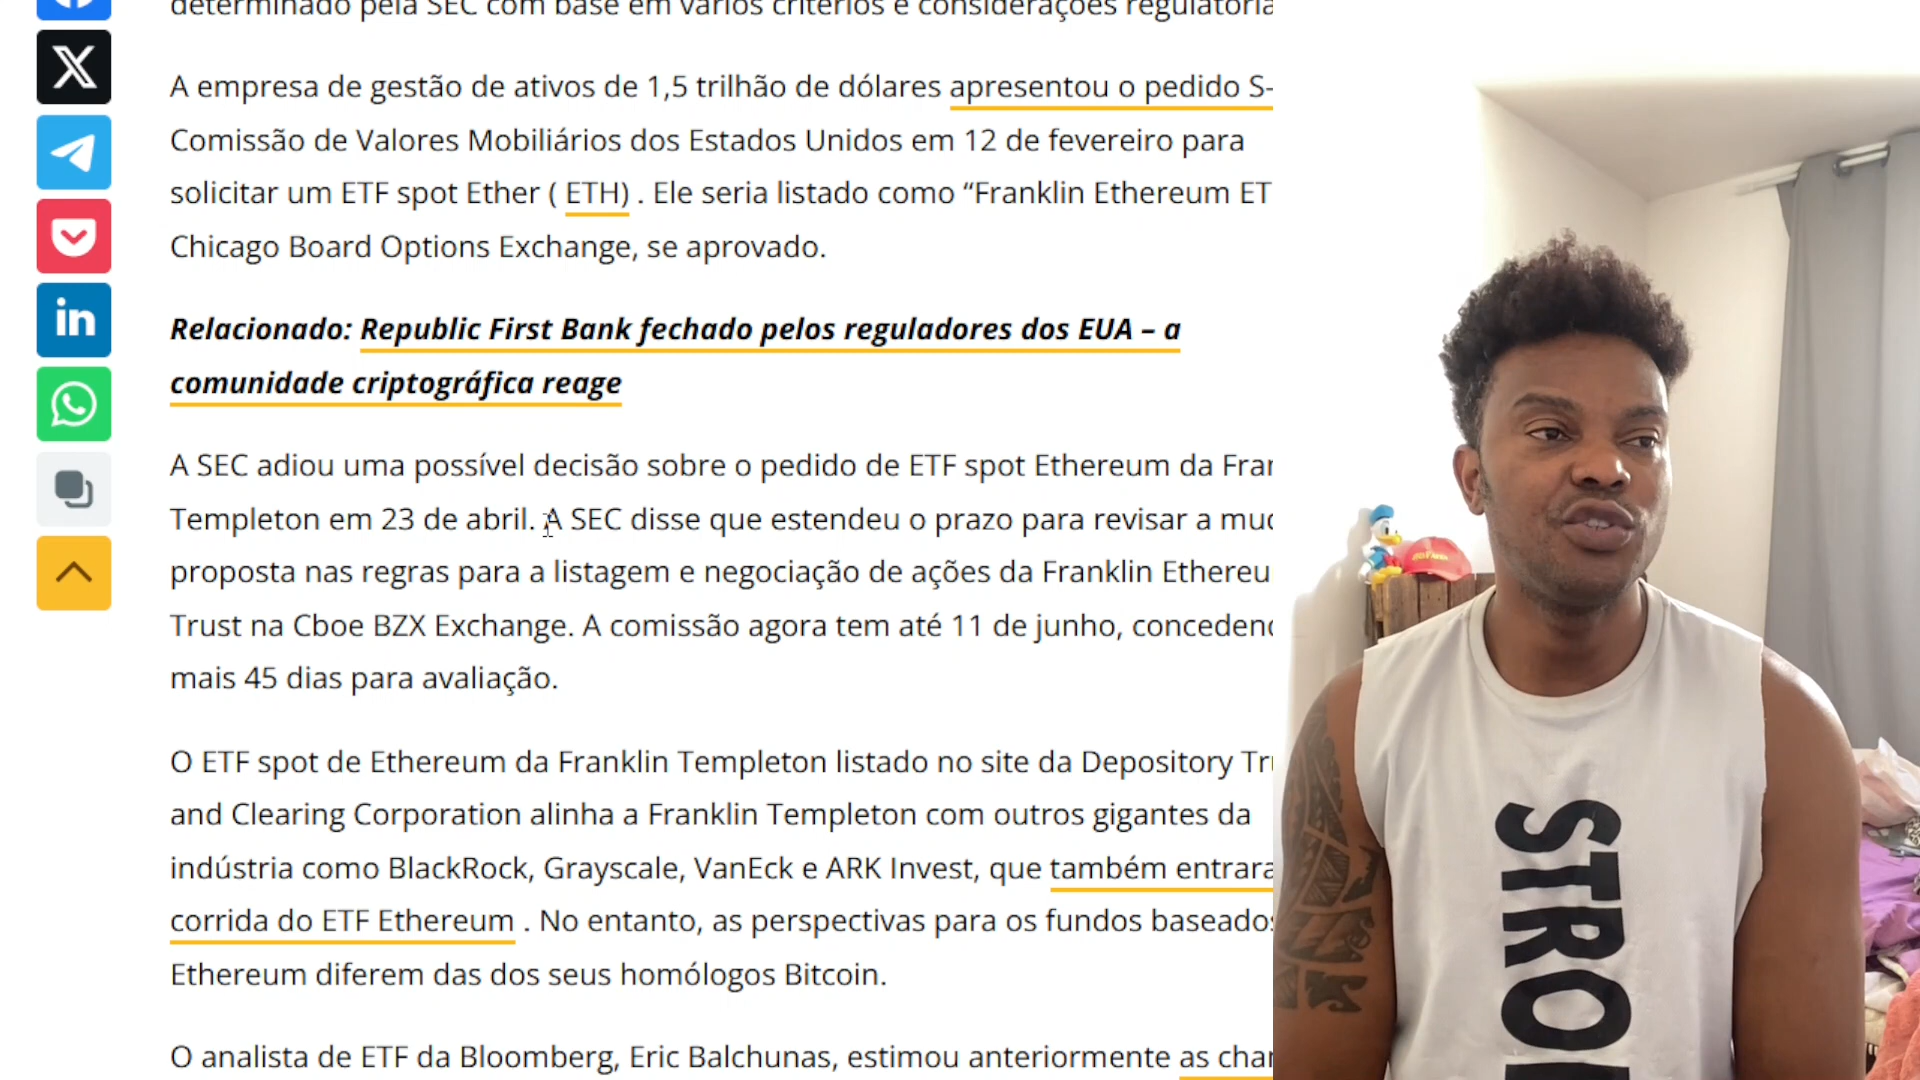 determinado pela SEC com base em vários critérios e considerações
A empresa de gestão de ativos de 1,5 trilhão de dólares apresentou o pedido S-
Comissão de Valores Mobiliários dos Estados Unidos em 12 de fevereiro para
solicitar um ETF spot Ether ( ETH) . Ele seria listado como “Franklin Ethereum ET
Chicago Board Options Exchange, se aprovado.
Relacionado: Republic First Bank fechado pelos reguladores dos EUA – a
comunidade criptográfica reage
A SEC adiou uma possível decisão sobre o pedido de ETF spot Ethereum da Fran
Templeton em 23 de abril. A SEC disse que estendeu o prazo para revisar a mud
proposta nas regras para a listagem e negociação de ações da Franklin Ethereu
Trust na Cboe BZX Exchange. A comissão agora tem até 11 de junho, concedend
mais 45 dias para avaliação.
O ETF spot de Ethereum da Franklin Templeton listado no site da Depository Tru
and Clearing Corporation alinha a Franklin Templeton com outros gigantes da
indústria como BlackRock, Grayscale, VanEck e ARK Invest, que também entrara
corrida do ETF Ethereum . No entanto, as perspectivas para os fundos baseados
Ethereum diferem das dos seus homólogos Bitcoin.
O analista de ETF da Bloomberg, Eric Balchunas, estimou anteriormente as chan
in
STRO